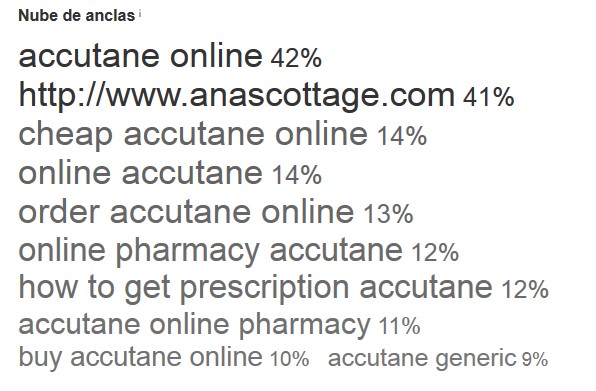 Nube de anclas i
accutane online 42%
http://www.anascottage.com 41%
cheap accutane online 14%
online accutane 14%
order accutane online 13%
online pharmacy accutane 12%
how to get prescription accutane 12%
accutane online pharmacy 11%
buy accutane online 10% accutane generic 9%